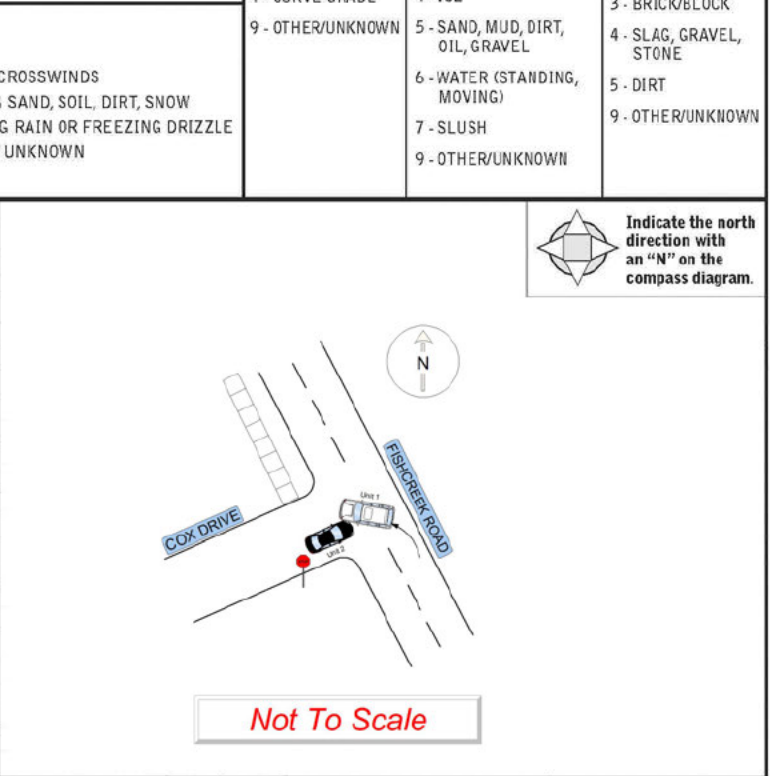 9 - OTHER/UNKNOWN
5 - SAND, MUD, DIRT,
OIL, GRAVEL
6 - WATER (STANDING,
MOVING)
7 - SLUSH
9 - OTHER/UNKNOWN
3 - BRICK/BLOCK
4 - SLAG, GRAVEL,
STONE
5 - DIRT
9 - OTHER/UNKNOWN
CROSSWINDS
SAND, SOIL, DIRT, SNOW
G RAIN OR FREEZING DRIZZLE
UNKNOWN
Indicate the north
direction with
an “N” on the
compass diagram.
N
FISHCREEK ROAD
Unit 1
COX DRIVE
Unit 2
Not To Scale